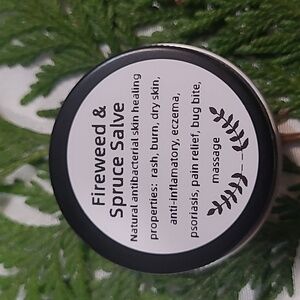 Fireweed &
Spruce Salve
Natural antibacterial skin healing
properties: rash, burn, dry skin,
anti-inflamatory, eczema,
psoriasis, pain relief, bug bite,
massage